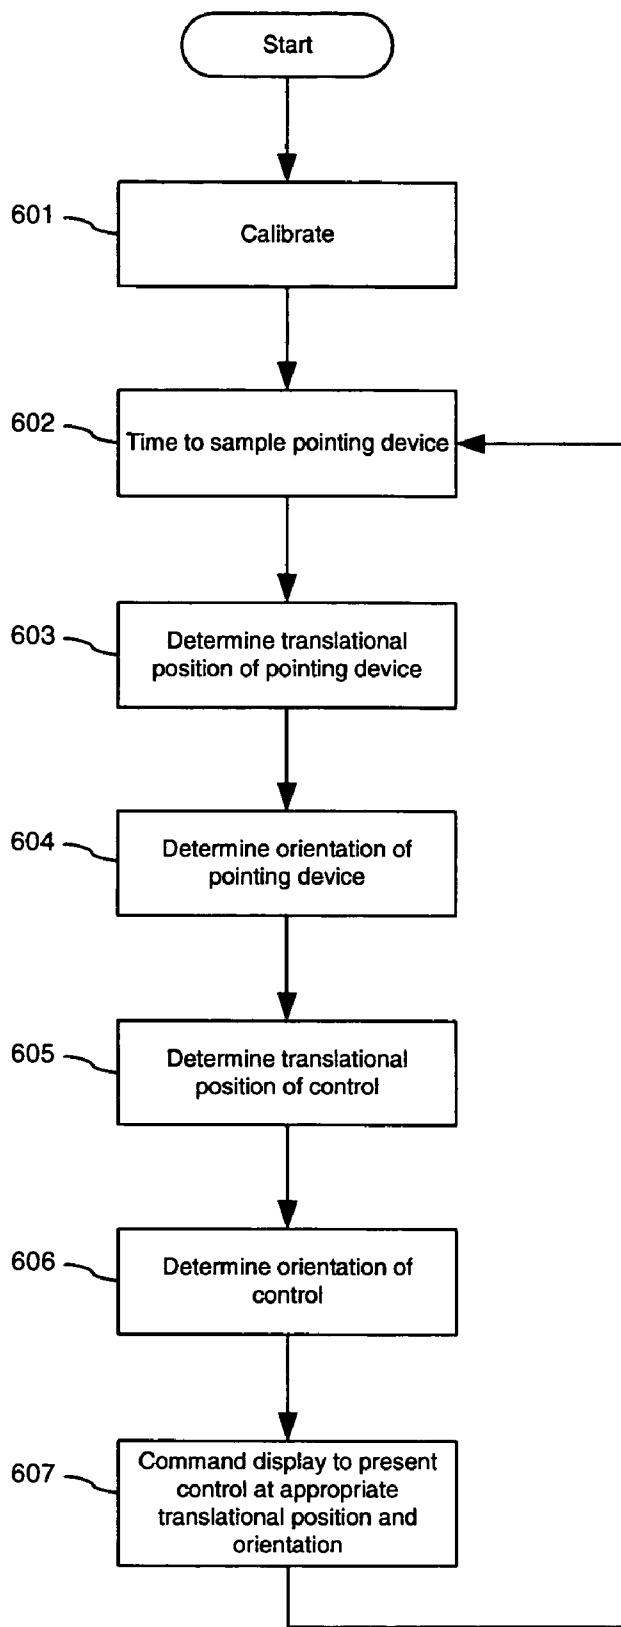 Start
601
Calibrate
602
Time to sample pointing device
603
Determine translational
position of pointing device
604
Determine orientation of
pointing device
605
Determine translational
position of control
606
Determine orientation of
control
607
Command display to present
control at appropriate
translational position and
orientation